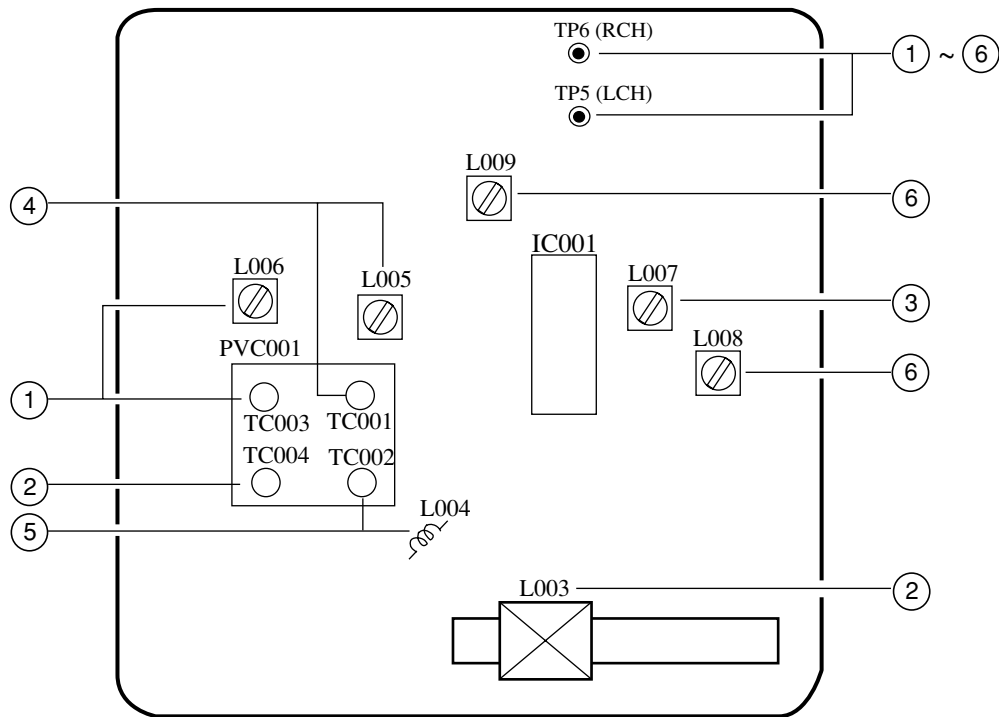 TP6 (RCH)
① ~ ⑥
TP5 (LCH)
L009
④
⑥
IC001
L006
L005
L007
③
PVC001
L008
①
⑥
TC003
TC001
TC004
TC002
②
L004
⑤
L003
②